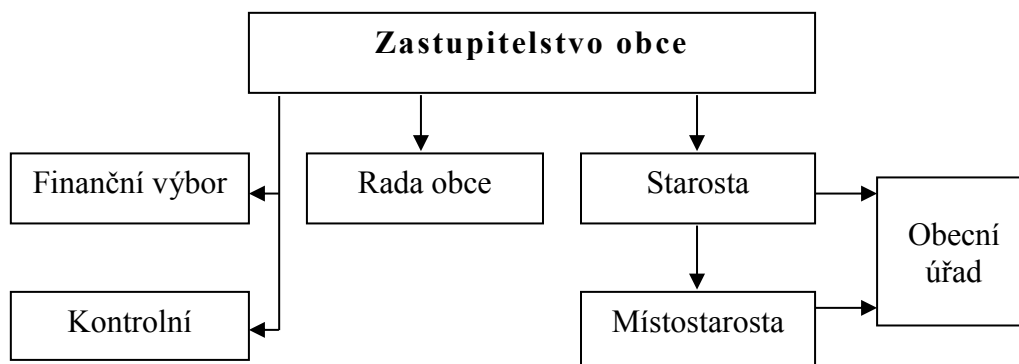 Zastupitelstvo obce
Finanční výbor
Rada obce
Starosta
Obecní
úřad
Kontrolní
Místostarosta